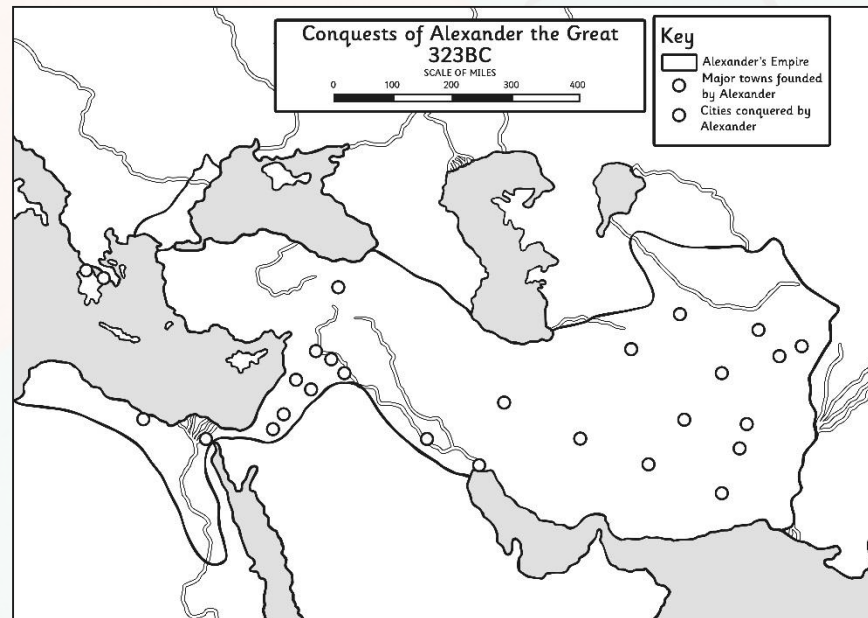 Conquests of Alexander the Great
323BC
SCALE OF MILES
0 100 200 300 400
Key
Alexander's Empire
Major towns founded
by Alexander
Cities conquered by
Alexander